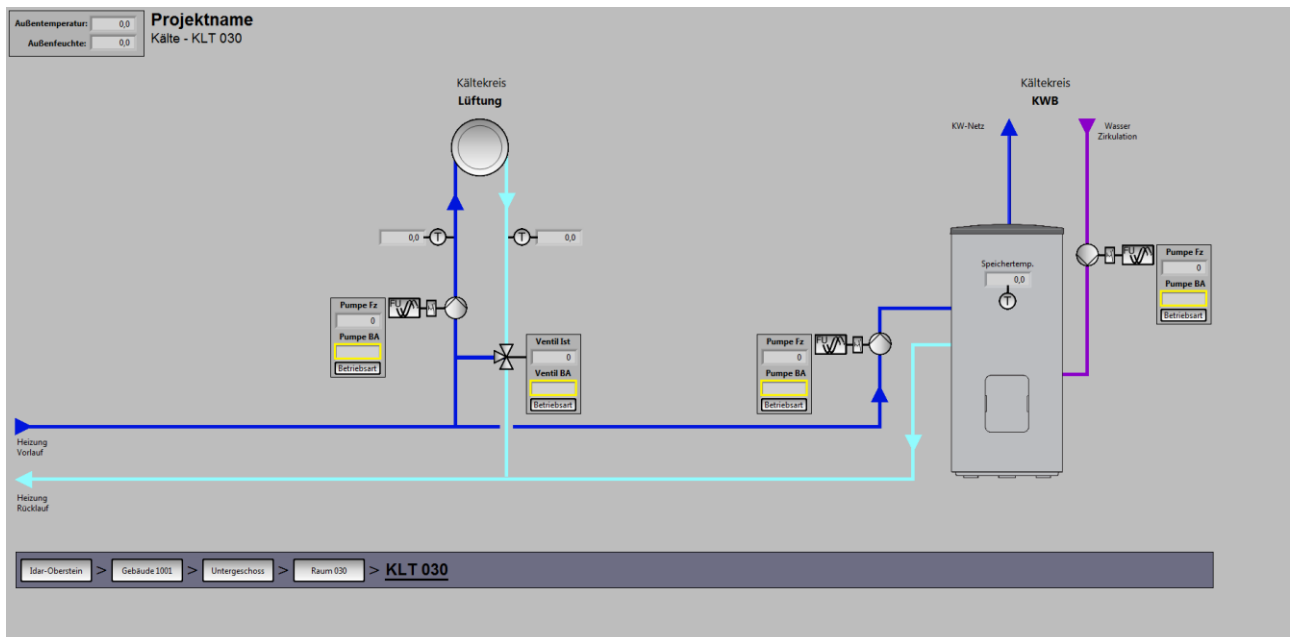 Außentemperatur: 0,0
Außenfeuchte: 0,0
Projektname
Kälte - KLT 030
Kältekreis
Lüftung
Kältekreis
KWB
KW-Netz
Wasser
Zirkulation
0,0 T
T 0,0
Speichertemp.
0,0
T
FU M
Pumpe Fz
0
Pumpe BA
Betriebsart
Pumpe Fz
0
Pumpe BA
Betriebsart
FU M
Ventil Ist
0
Ventil BA
Betriebsart
Pumpe Fz
0
Pumpe BA
Betriebsart
FU M
Heizung
Vorlauf
Heizung
Rücklauf
Idar-Oberstein > Gebäude 1001 > Untergeschoss > Raum 030 > KLT 030